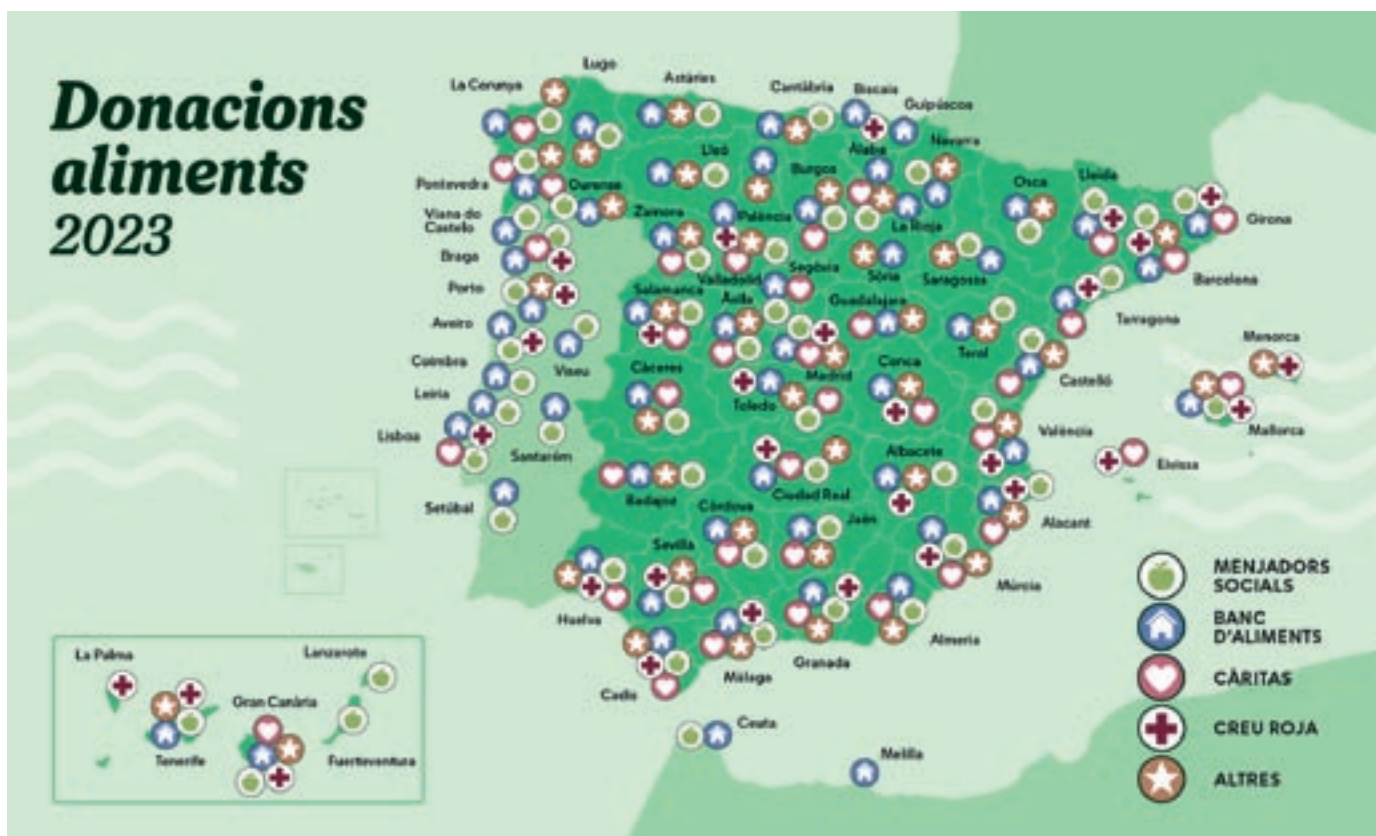 Donacions
aliments
2023
Lugo
La Corunya
Astúries
Cantàbria
Biscaia
Guipúscoa
Lleó
Burgos
Àlaba
Navarra
Pontevedra
Ourense
Osca
Lleida
Girona
Viana do
Castelo
Zamora
Palència
La Rioja
Braga
Valladolid
Segòvia
Sòria
Saragossa
Barcelona
Porto
Salamanca
Àvila
Guadalajara
Tarragona
Aveiro
Terol
Menorca
Coimbra
Viseu
Càceres
Madrid
Conca
Castelló
Leiria
Toledo
Mallorca
Lisboa
Santarém
Albacete
València
Eivissa
Setúbal
Badajoz
Ciudad Real
Còrdova
Jaén
Alacant
Sevilla
Múrcia
Huelva
Almeria
Granada
Màlaga
Cadis
Ceuta
Melilla
La Palma
Lanzarote
Gran Canària
Tenerife
Fuerteventura
MENJADORS
SOCIALS
BANC
D'ALIMENTS
CÀRITAS
CREU ROJA
ALTRES